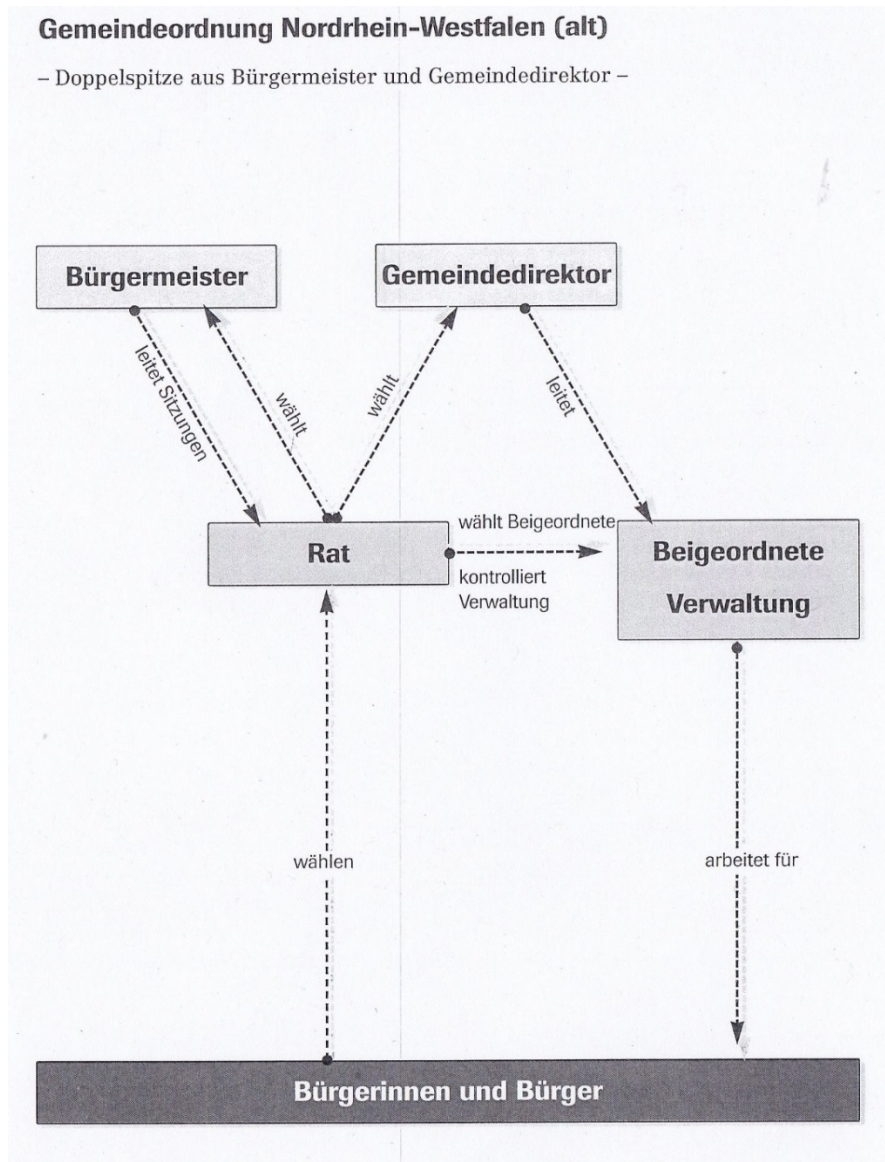 Gemeindeordnung Nordrhein-Westfalen (alt)
– Doppelspitze aus Bürgermeister und Gemeindedirektor –
Bürgermeister
Gemeindedirektor
leitet Sitzungen
wählt
wählt
leitet
Rat
wählt Beigeordnete
kontrolliert
Verwaltung
Beigeordnete
Verwaltung
wählen
arbeitet für
Bürgerinnen und Bürger